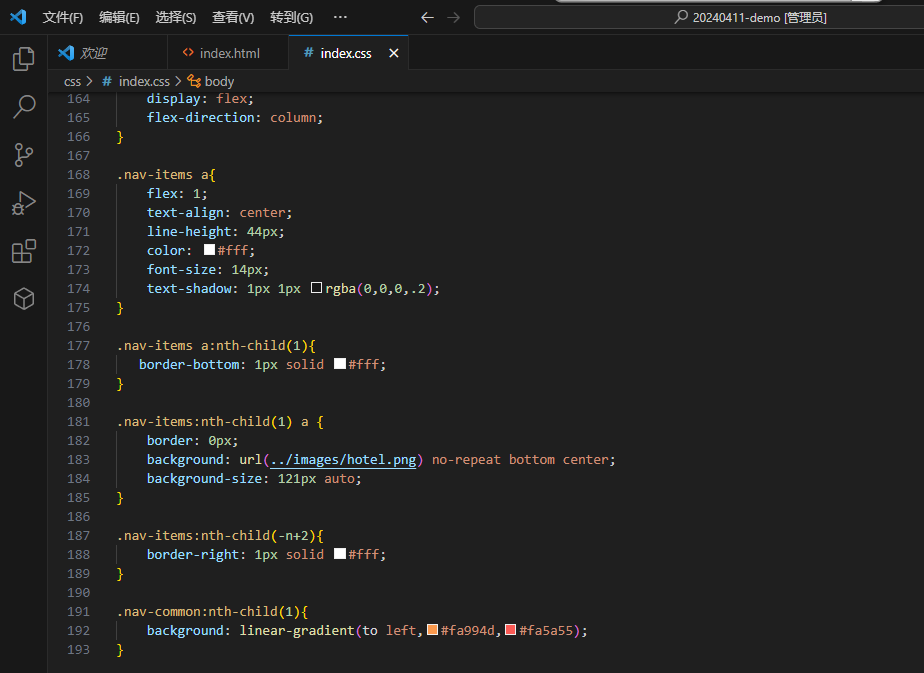 文件(F) 编辑(E) 选择(S) 查看(V) 转到(G) ··· 20240411-demo [管理员]
欢迎 <> index.html # index.css ×
css > # index.css > body
164 display: flex;
165 flex-direction: column;
166 }
167
168 .nav-items a{
169 flex: 1;
170 text-align: center;
171 line-height: 44px;
172 color: #fff;
173 font-size: 14px;
174 text-shadow: 1px 1px rgba(0,0,0,.2);
175 }
176
177 .nav-items a:nth-child(1){
178 border-bottom: 1px solid #fff;
179 }
180
181 .nav-items:nth-child(1) a {
182 border: 0px;
183 background: url(../images/hotel.png) no-repeat bottom center;
184 background-size: 121px auto;
185 }
186
187 .nav-items:nth-child(-n+2){
188 border-right: 1px solid #fff;
189 }
190
191 .nav-common:nth-child(1){
192 background: linear-gradient(to left,#fa994d,#fa5a55);
193 }